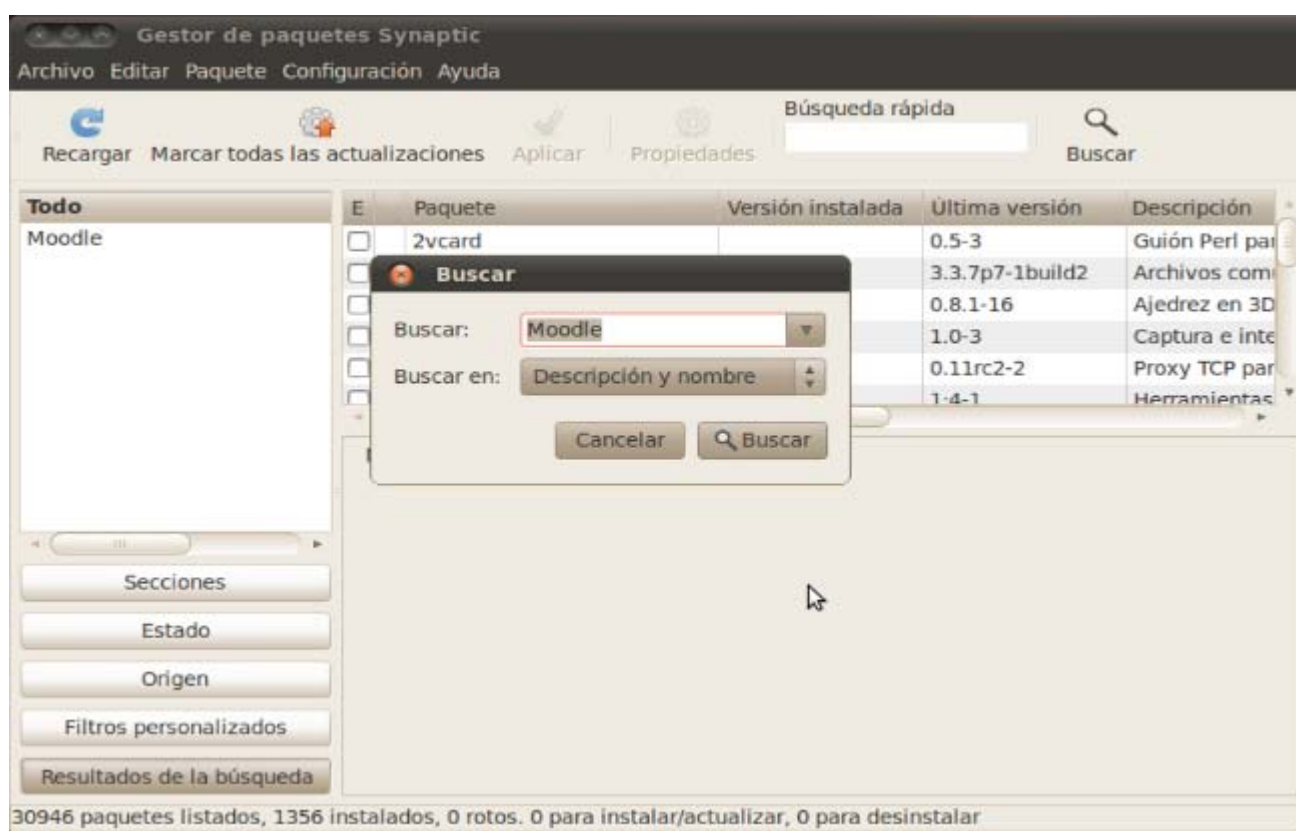 Gestor de paquetes Synaptic
Archivo Editar Paquete Configuración Ayuda
Búsqueda rápida
Recargar Marcar todas las actualizaciones Aplicar Propiedades Buscar
Todo
Moodle
E Paquete Versión instalada Última versión Descripción
2vcard 0.5-3 Guión Perl par
3.3.7p7-1build2 Archivos com
0.8.1-16 Ajedrez en 3D
1.0-3 Captura e inte
0.11rc2-2 Proxy TCP par
1:4-1 Herramientas
Buscar
Buscar: Moodle
Buscar en: Descripción y nombre
Cancelar Buscar
Secciones
Estado
Origen
Filtros personalizados
Resultados de la búsqueda
30946 paquetes listados, 1356 instalados, 0 rotos. 0 para instalar/actualizar, 0 para desinstalar